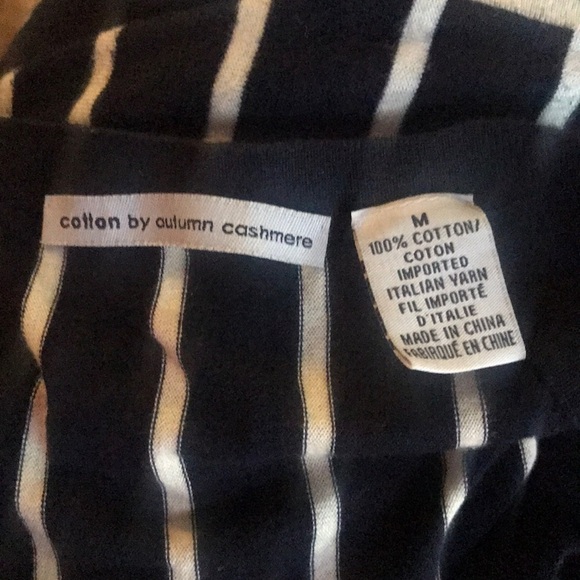 cotton by autumn cashmere
M
100% COTTON/
COTON
IMPORTED
ITALIAN YARN
FIL IMPORTÉ
D'ITALIE
MADE IN CHINA
FABRIQUÉ EN CHINE